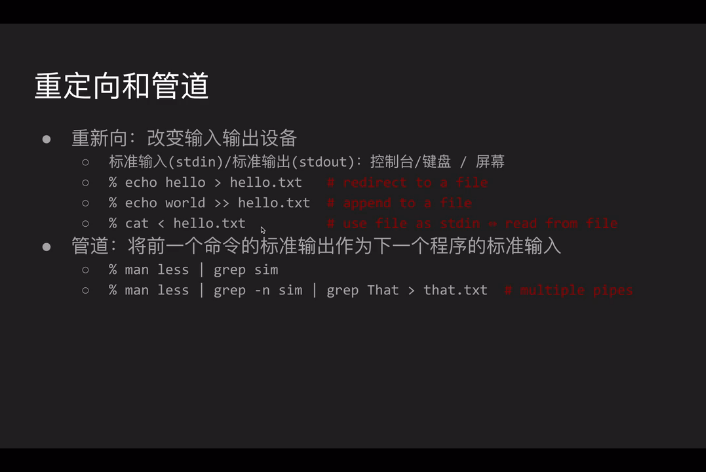 重定向和管道
● 重新向：改变输入输出设备
○ 标准输入(stdin)/标准输出(stdout)：控制台/键盘 / 屏幕
○ % echo hello > hello.txt # redirect to a file
○ % echo world >> hello.txt # append to a file
○ % cat < hello.txt # use file as stdin = read from file
● 管道：将前一个命令的标准输出作为下一个程序的标准输入
○ % man less | grep sim
○ % man less | grep -n sim | grep That > that.txt # multiple pipes